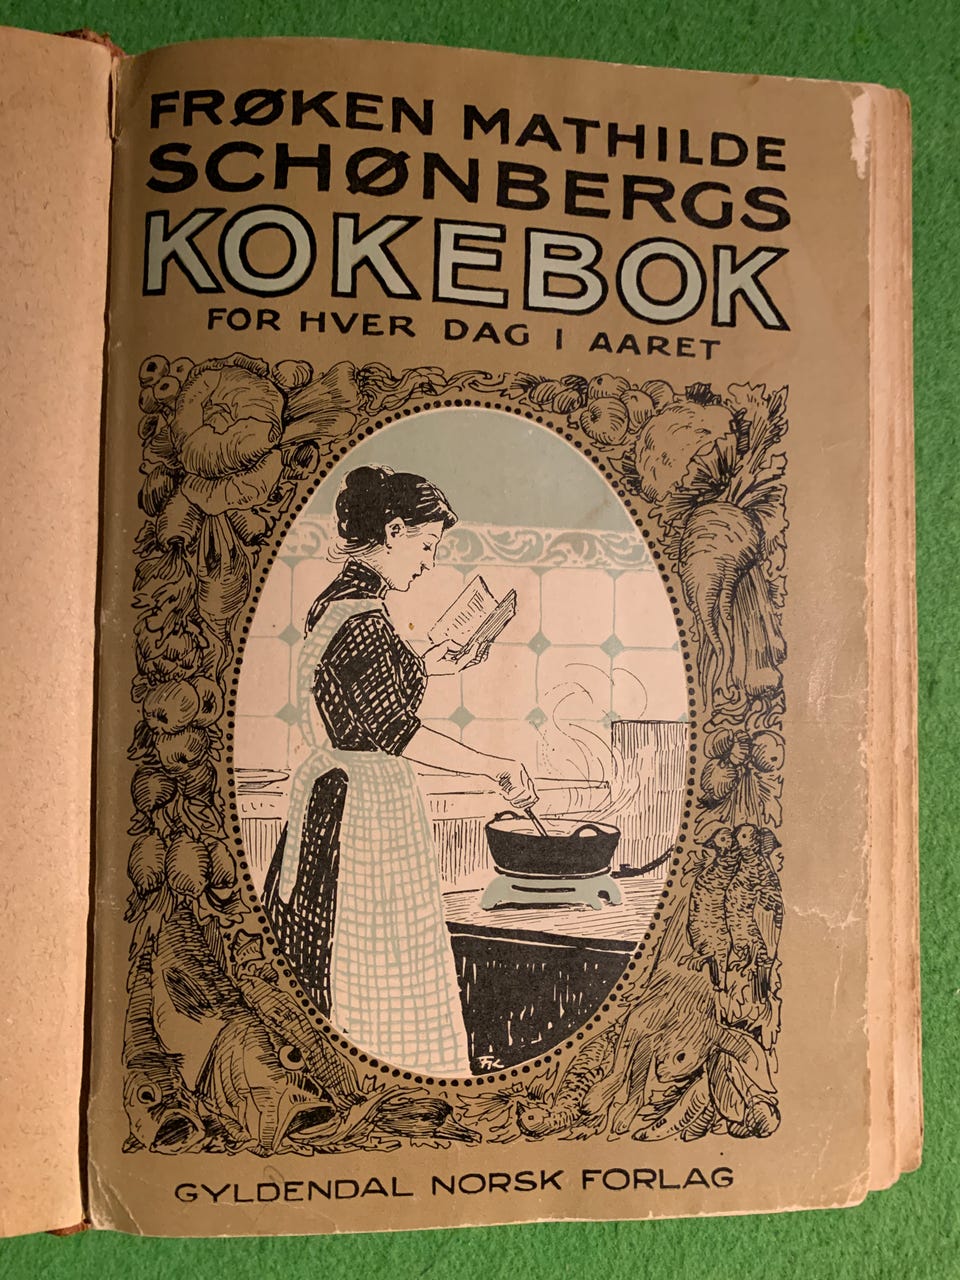 FRØKEN MATHILDE
SCHØNBERGS
KOKEBOK
FOR HVER DAG I AARET
GYLDENDAL NORSK FORLAG